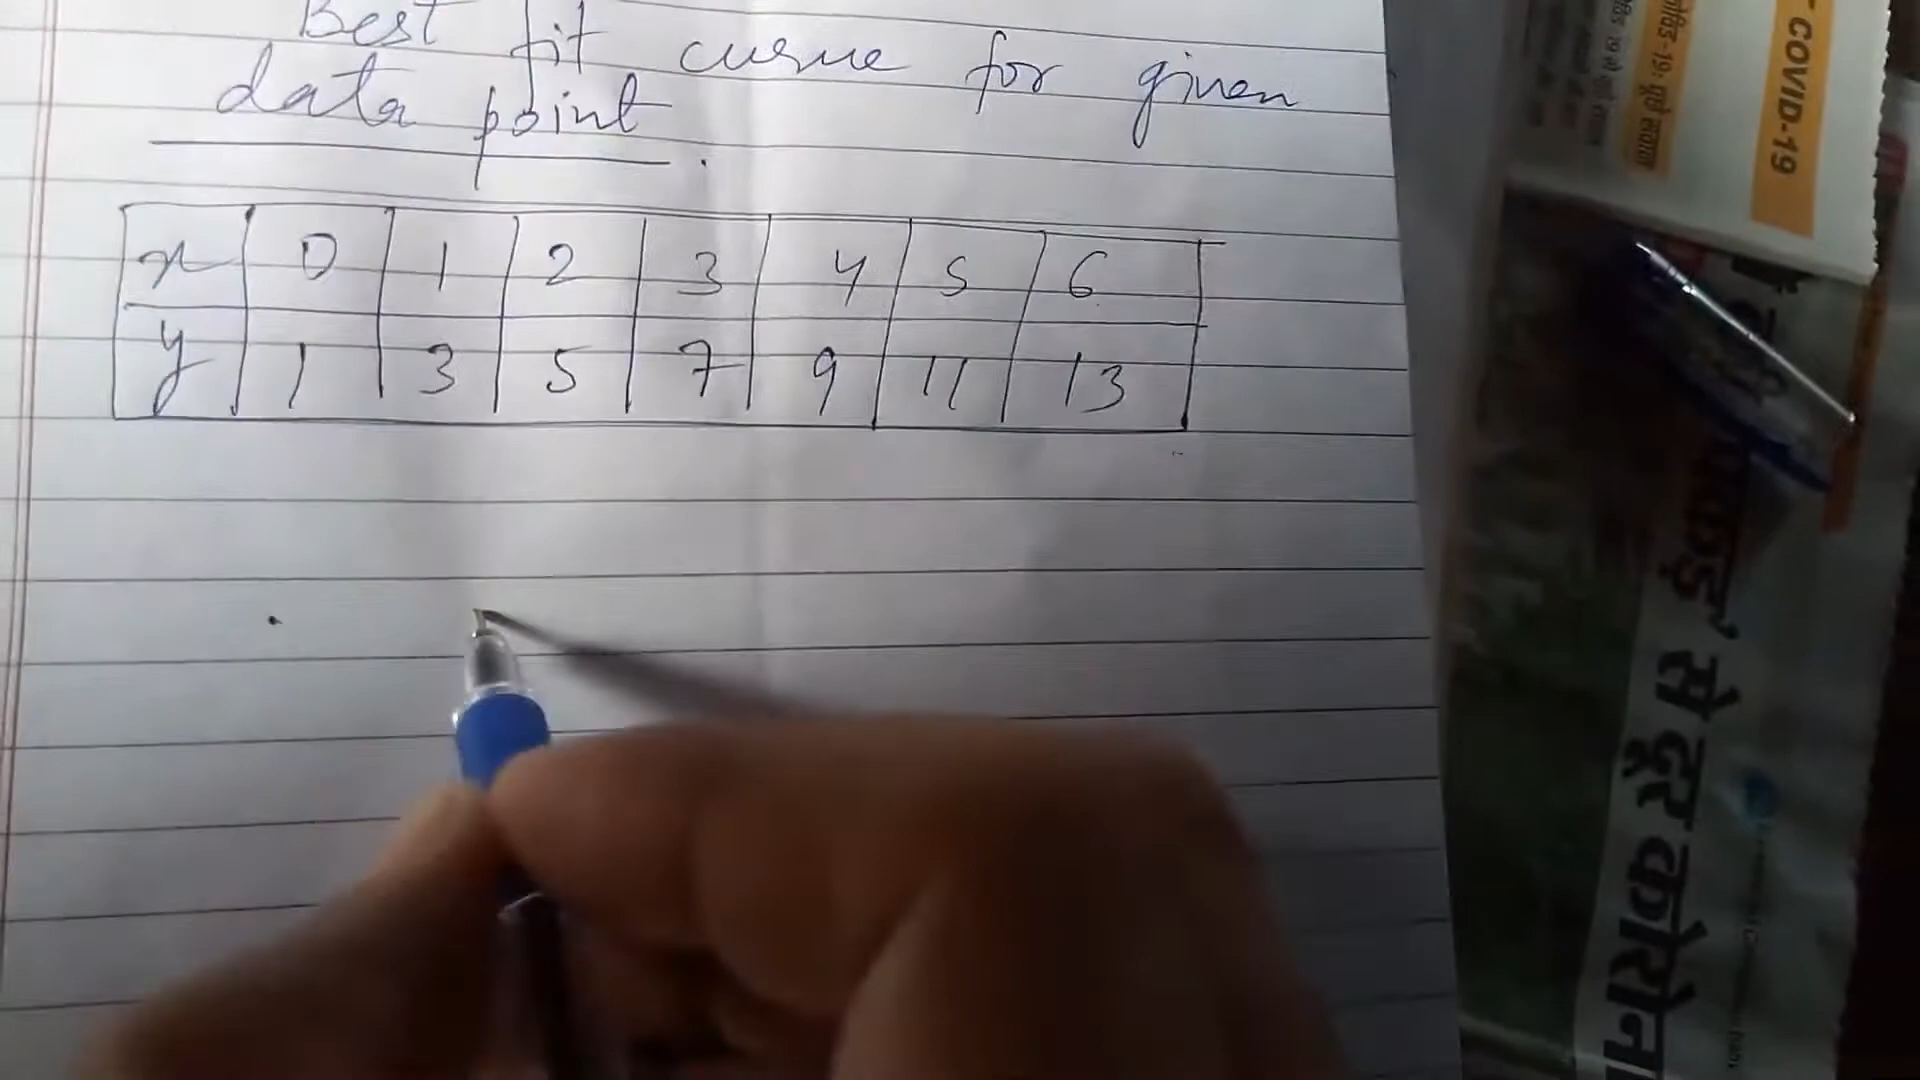 Best fit curve for given
data point.
x 0 1 2 3 4 5 6
y 1 3 5 7 9 11 13
COVID-19
से दूर